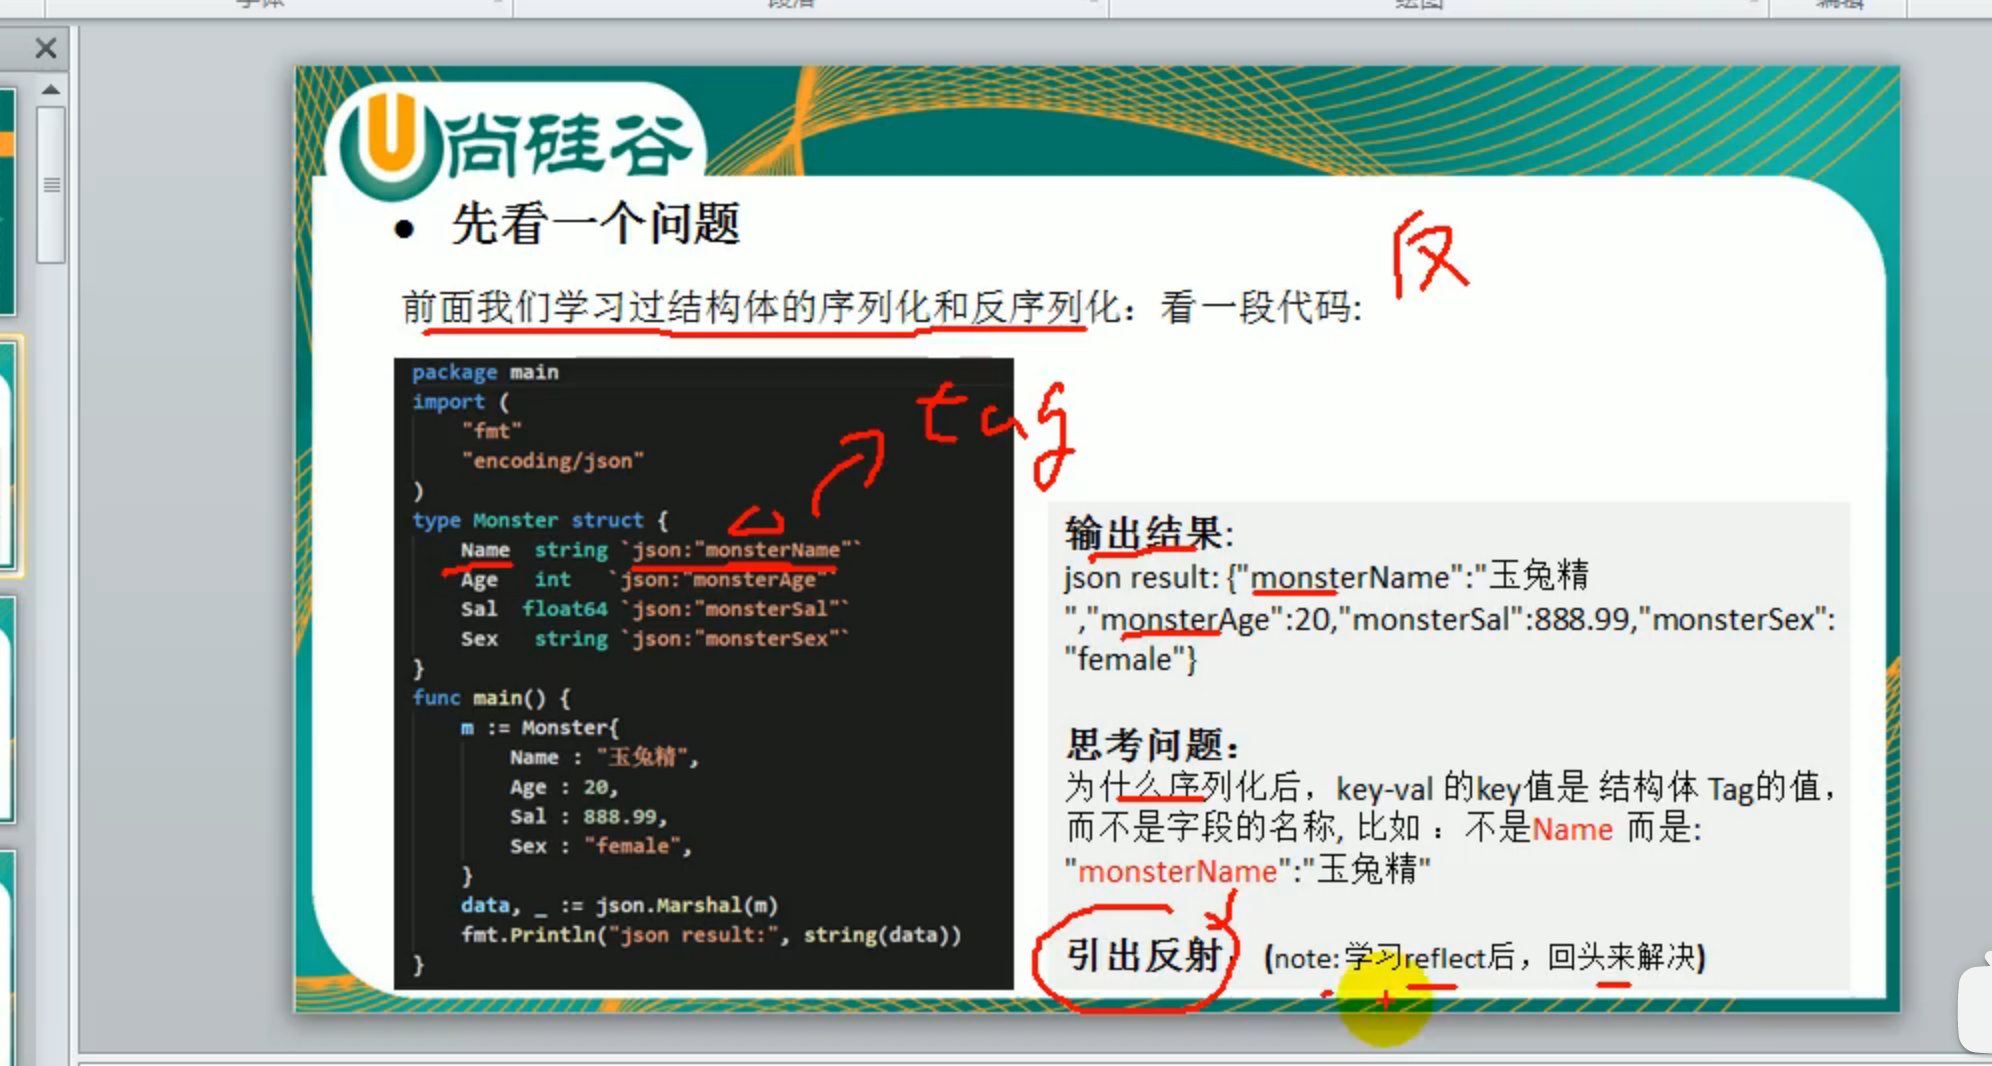 字体
段落
绘图
编辑
尚硅谷
● 先看一个问题
反
前面我们学习过结构体的序列化和反序列化：看一段代码:
package main
import (
"fmt"
"encoding/json"
)
type Monster struct {
Name string `json:"monsterName"`
Age int `json:"monsterAge"`
Sal float64 `json:"monsterSal"`
Sex string `json:"monsterSex"`
}
func main() {
m := Monster{
Name : "玉兔精",
Age : 20,
Sal : 888.99,
Sex : "female",
}
data, _ := json.Marshal(m)
fmt.Println("json result:", string(data))
}
tag
输出结果:
json result: {"monsterName":"玉兔精
","monsterAge":20,"monsterSal":888.99,"monsterSex":
"female"}
思考问题：
为什么序列化后，key-val 的key值是 结构体 Tag的值，
而不是字段的名称, 比如 ：不是Name 而是:
"monsterName":"玉兔精"
引出反射 (note: 学习reflect后，回头来解决)